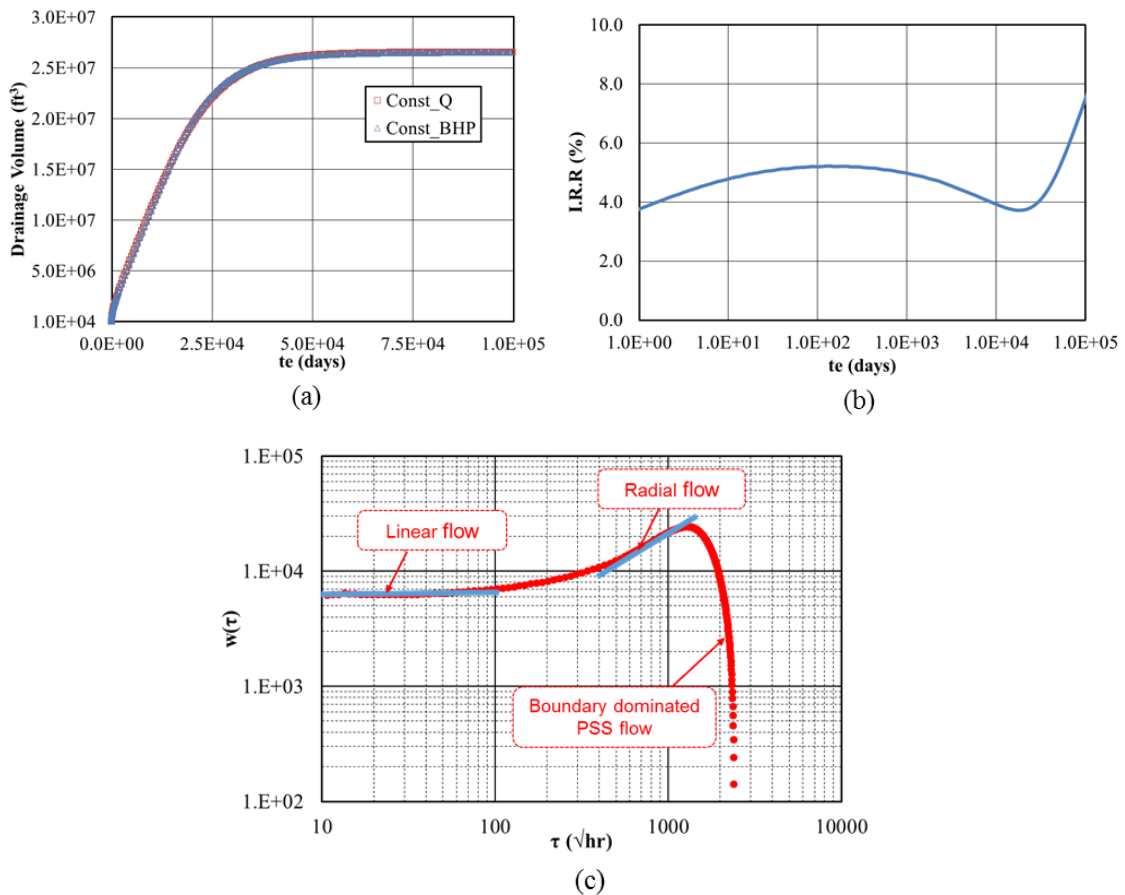 3.0E+07
2.5E+07
2.0E+07
1.5E+07
1.0E+07
5.0E+06
1.0E+04
Drainage Volume (ft³)
Const_Q
Const_BHP
0.0E+00 2.5E+04 5.0E+04 7.5E+04 1.0E+05
te (days)
(a)
10.0
8.0
6.0
4.0
2.0
0.0
I.R.R (%)
1.0E+00 1.0E+01 1.0E+02 1.0E+03 1.0E+04 1.0E+05
te (days)
(b)
1.E+05
1.E+04
1.E+03
1.E+02
w(τ)
Radial flow
Linear flow
Boundary dominated
PSS flow
10 100 1000 10000
τ (√hr)
(c)